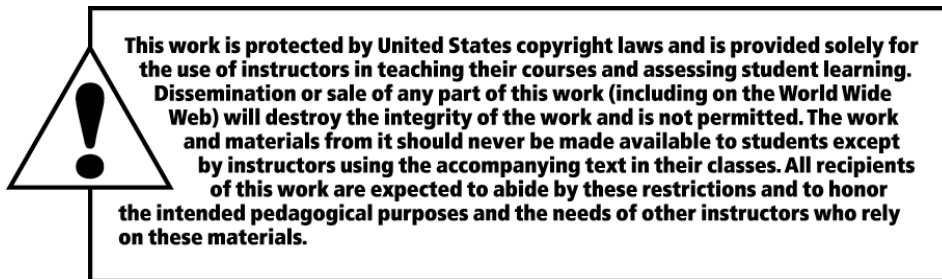 This work is protected by United States copyright laws and is provided solely for
the use of instructors in teaching their courses and assessing student learning.
Dissemination or sale of any part of this work (including on the World Wide
Web) will destroy the integrity of the work and is not permitted. The work
and materials from it should never be made available to students except
by instructors using the accompanying text in their classes. All recipients
of this work are expected to abide by these restrictions and to honor
the intended pedagogical purposes and the needs of other instructors who rely
on these materials.